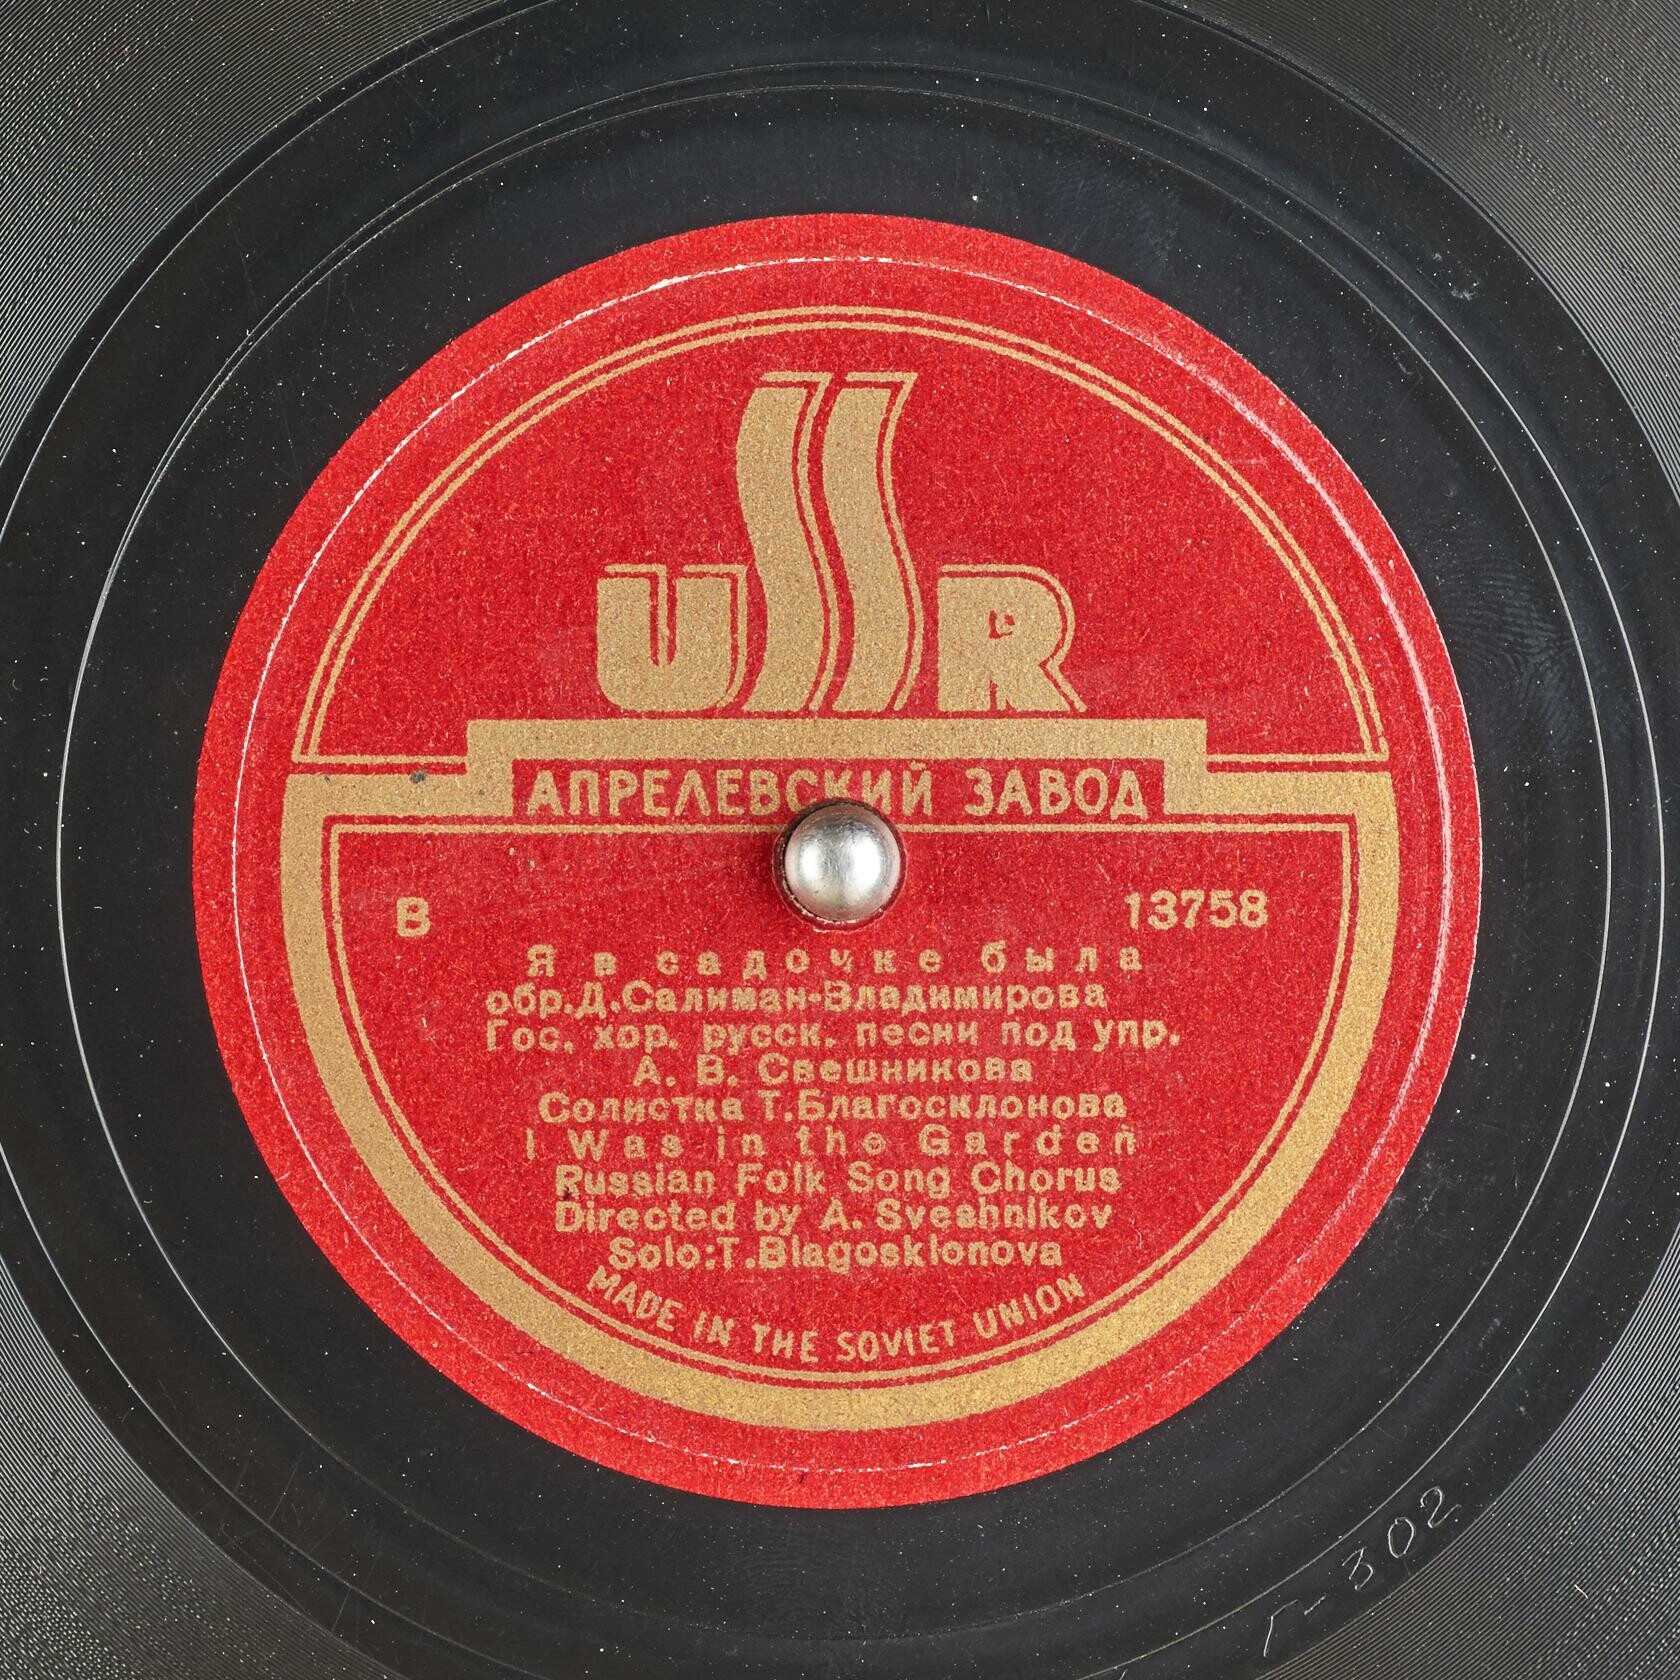 USSR
АПРЕЛЕВСКИЙ ЗАВОД
В 13758
Я в садочке была
обр.Д.Салиман-Владимирова
Гос. хор. русск. песни под упр.
А. В. Свешникова
Солистка Т.Благосклонова
I Was in the Garden
Russian Folk Song Chorus
Directed by A. Sveshnikov
Solo:T.Blagosklonova
MADE IN THE SOVIET UNION
Г-302